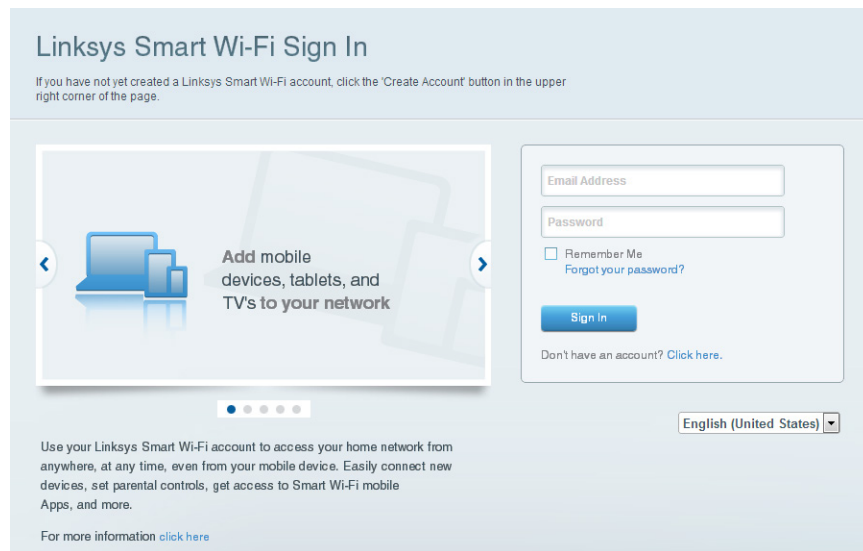 Linksys Smart Wi-Fi Sign In
If you have not yet created a Linksys Smart Wi-Fi account, click the 'Create Account' button in the upper
right corner of the page.
Add mobile
devices, tablets, and
TV's to your network
Email Address
Password
Remember Me
Forgot your password?
Sign In
Don't have an account? Click here.
English (United States)
Use your Linksys Smart Wi-Fi account to access your home network from
anywhere, at any time, even from your mobile device. Easily connect new
devices, set parental controls, get access to Smart Wi-Fi mobile
Apps, and more.
For more information click here